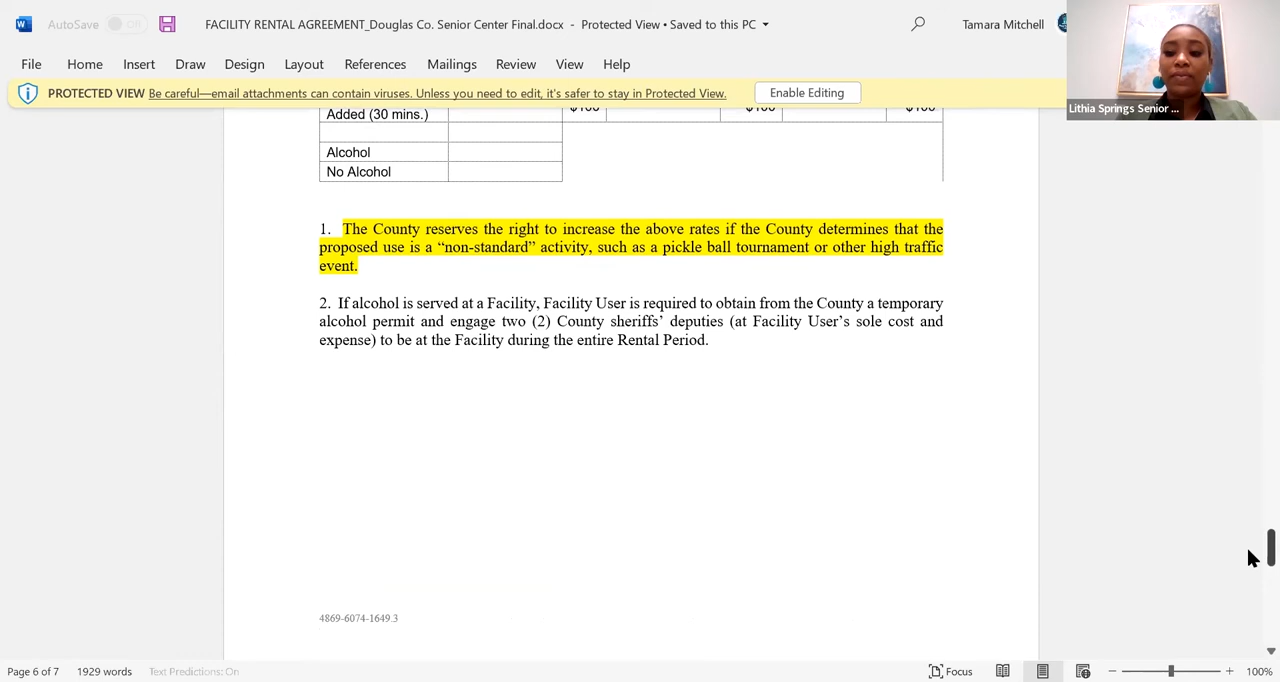 AutoSave Off FACILITY RENTAL AGREEMENT_Douglas Co. Senior Center Final.docx - Protected View • Saved to this PC Tamara Mitchell
File Home Insert Draw Design Layout References Mailings Review View Help
PROTECTED VIEW Be careful—email attachments can contain viruses. Unless you need to edit, it's safer to stay in Protected View. Enable Editing
Lithia Springs Senior ...
Added (30 mins.) $100 $100 $100
Alcohol
No Alcohol
1. The County reserves the right to increase the above rates if the County determines that the
proposed use is a “non-standard” activity, such as a pickle ball tournament or other high traffic
event.
2. If alcohol is served at a Facility, Facility User is required to obtain from the County a temporary
alcohol permit and engage two (2) County sheriffs’ deputies (at Facility User’s sole cost and
expense) to be at the Facility during the entire Rental Period.
4869-6074-1649.3
Page 6 of 7 1929 words Text Predictions: On Focus 100%